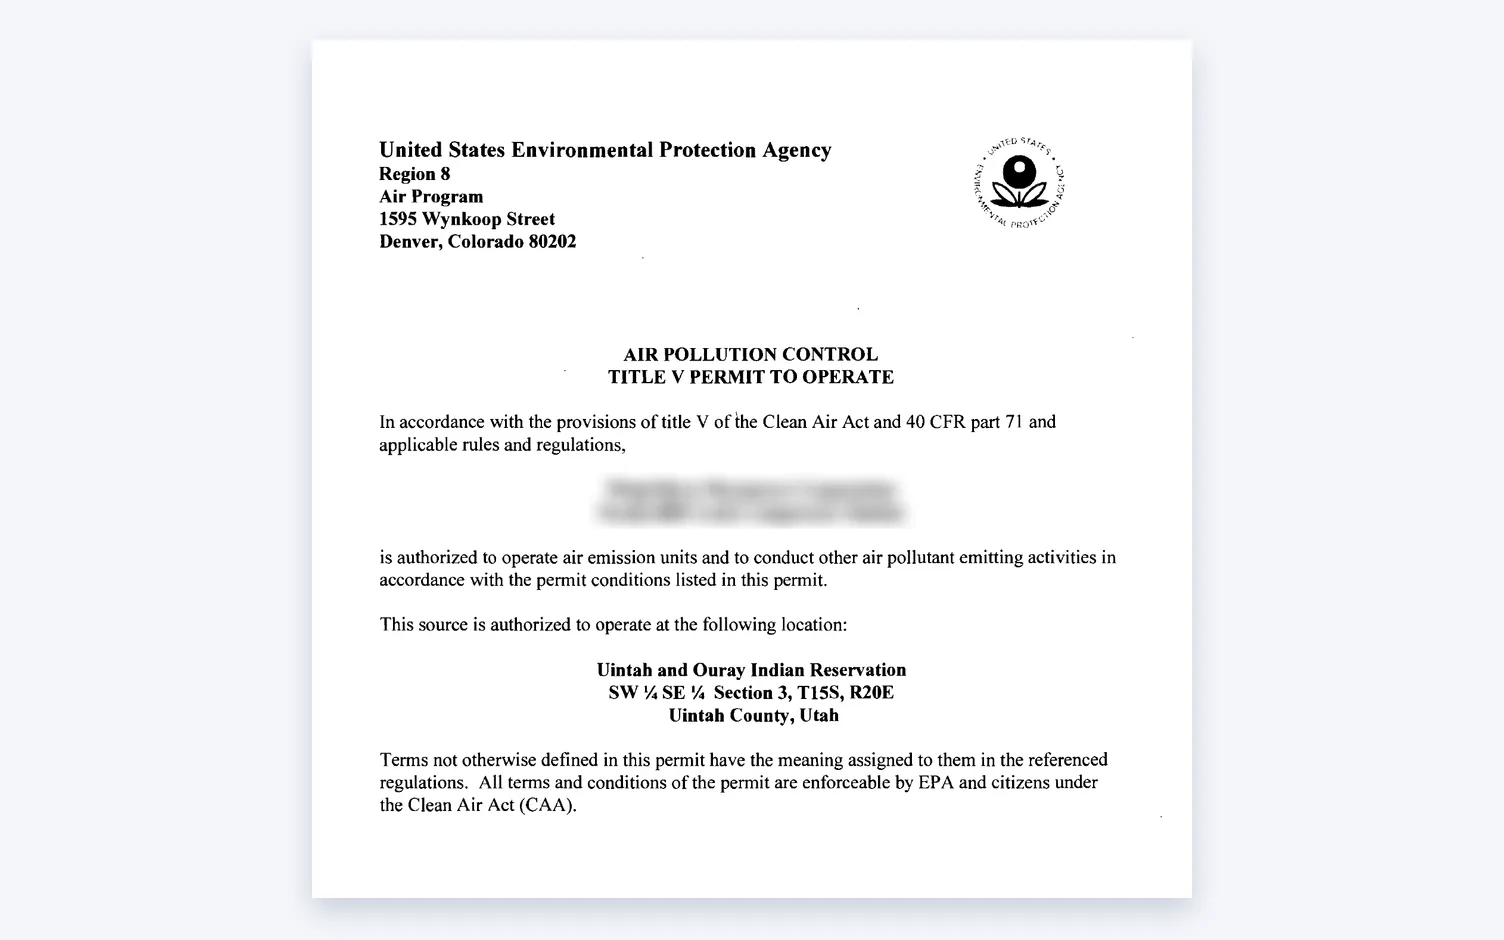 United States Environmental Protection Agency
Region 8
Air Program
1595 Wynkoop Street
Denver, Colorado 80202
UNITED STATES • ENVIRONMENTAL PROTECTION AGENCY •
AIR POLLUTION CONTROL
TITLE V PERMIT TO OPERATE
In accordance with the provisions of title V of the Clean Air Act and 40 CFR part 71 and
applicable rules and regulations,
is authorized to operate air emission units and to conduct other air pollutant emitting activities in
accordance with the permit conditions listed in this permit.
This source is authorized to operate at the following location:
Uintah and Ouray Indian Reservation
SW ¼ SE ¼  Section 3, T15S, R20E
Uintah County, Utah
Terms not otherwise defined in this permit have the meaning assigned to them in the referenced
regulations.  All terms and conditions of the permit are enforceable by EPA and citizens under
the Clean Air Act (CAA).